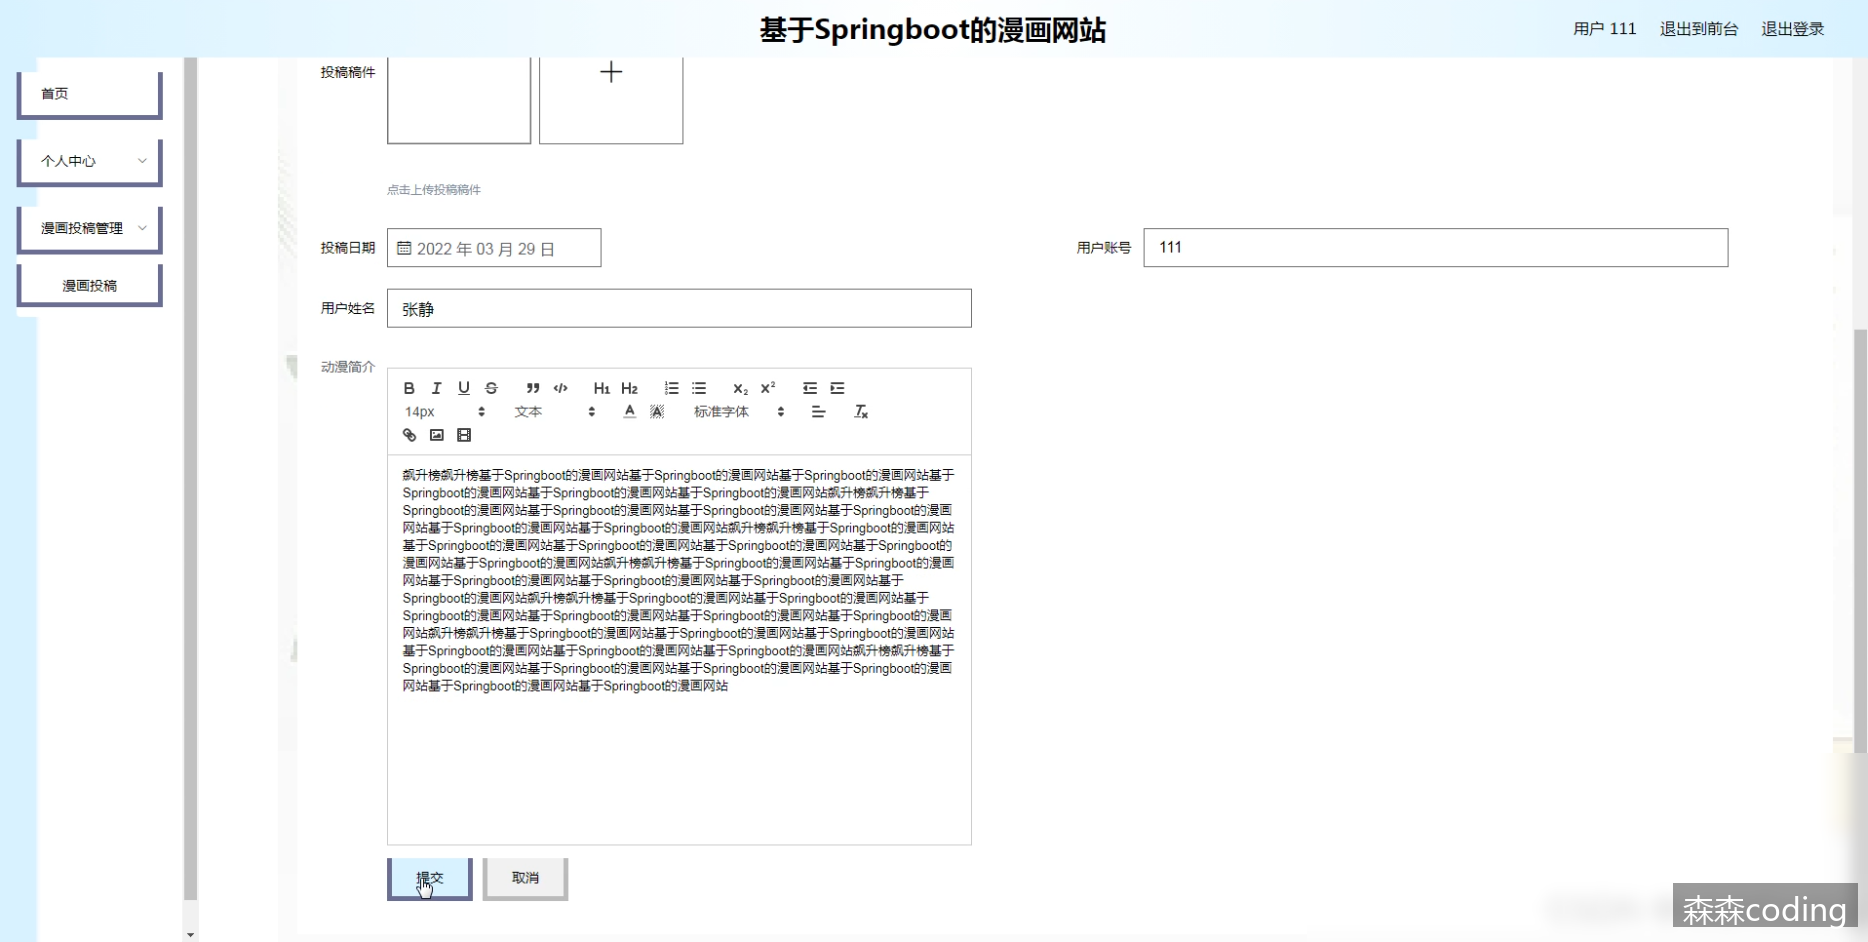 基于Springboot的漫画网站
用户 111 退出到前台 退出登录
首页
个人中心
漫画投稿管理
漫画投稿
投稿稿件
点击上传投稿稿件
投稿日期 2022 年 03 月 29 日
用户账号 111
用户姓名 张静
动漫简介
B I U S H1 H2 X2 X2
14px 文本 A A 标准字体 Tx
飙升榜飙升榜基于Springboot的漫画网站基于Springboot的漫画网站基于Springboot的漫画网站基于
Springboot的漫画网站基于Springboot的漫画网站基于Springboot的漫画网站飙升榜飙升榜基于
Springboot的漫画网站基于Springboot的漫画网站基于Springboot的漫画网站基于Springboot的漫画
网站基于Springboot的漫画网站基于Springboot的漫画网站飙升榜飙升榜基于Springboot的漫画网站
基于Springboot的漫画网站基于Springboot的漫画网站基于Springboot的漫画网站基于Springboot的
漫画网站基于Springboot的漫画网站飙升榜飙升榜基于Springboot的漫画网站基于Springboot的漫画
网站基于Springboot的漫画网站基于Springboot的漫画网站基于Springboot的漫画网站基于
Springboot的漫画网站飙升榜飙升榜基于Springboot的漫画网站基于Springboot的漫画网站基于
Springboot的漫画网站基于Springboot的漫画网站基于Springboot的漫画网站基于Springboot的漫画
网站飙升榜飙升榜基于Springboot的漫画网站基于Springboot的漫画网站基于Springboot的漫画网站
基于Springboot的漫画网站基于Springboot的漫画网站基于Springboot的漫画网站飙升榜飙升榜基于
Springboot的漫画网站基于Springboot的漫画网站基于Springboot的漫画网站基于Springboot的漫画
网站基于Springboot的漫画网站基于Springboot的漫画网站
提交 取消
森森coding